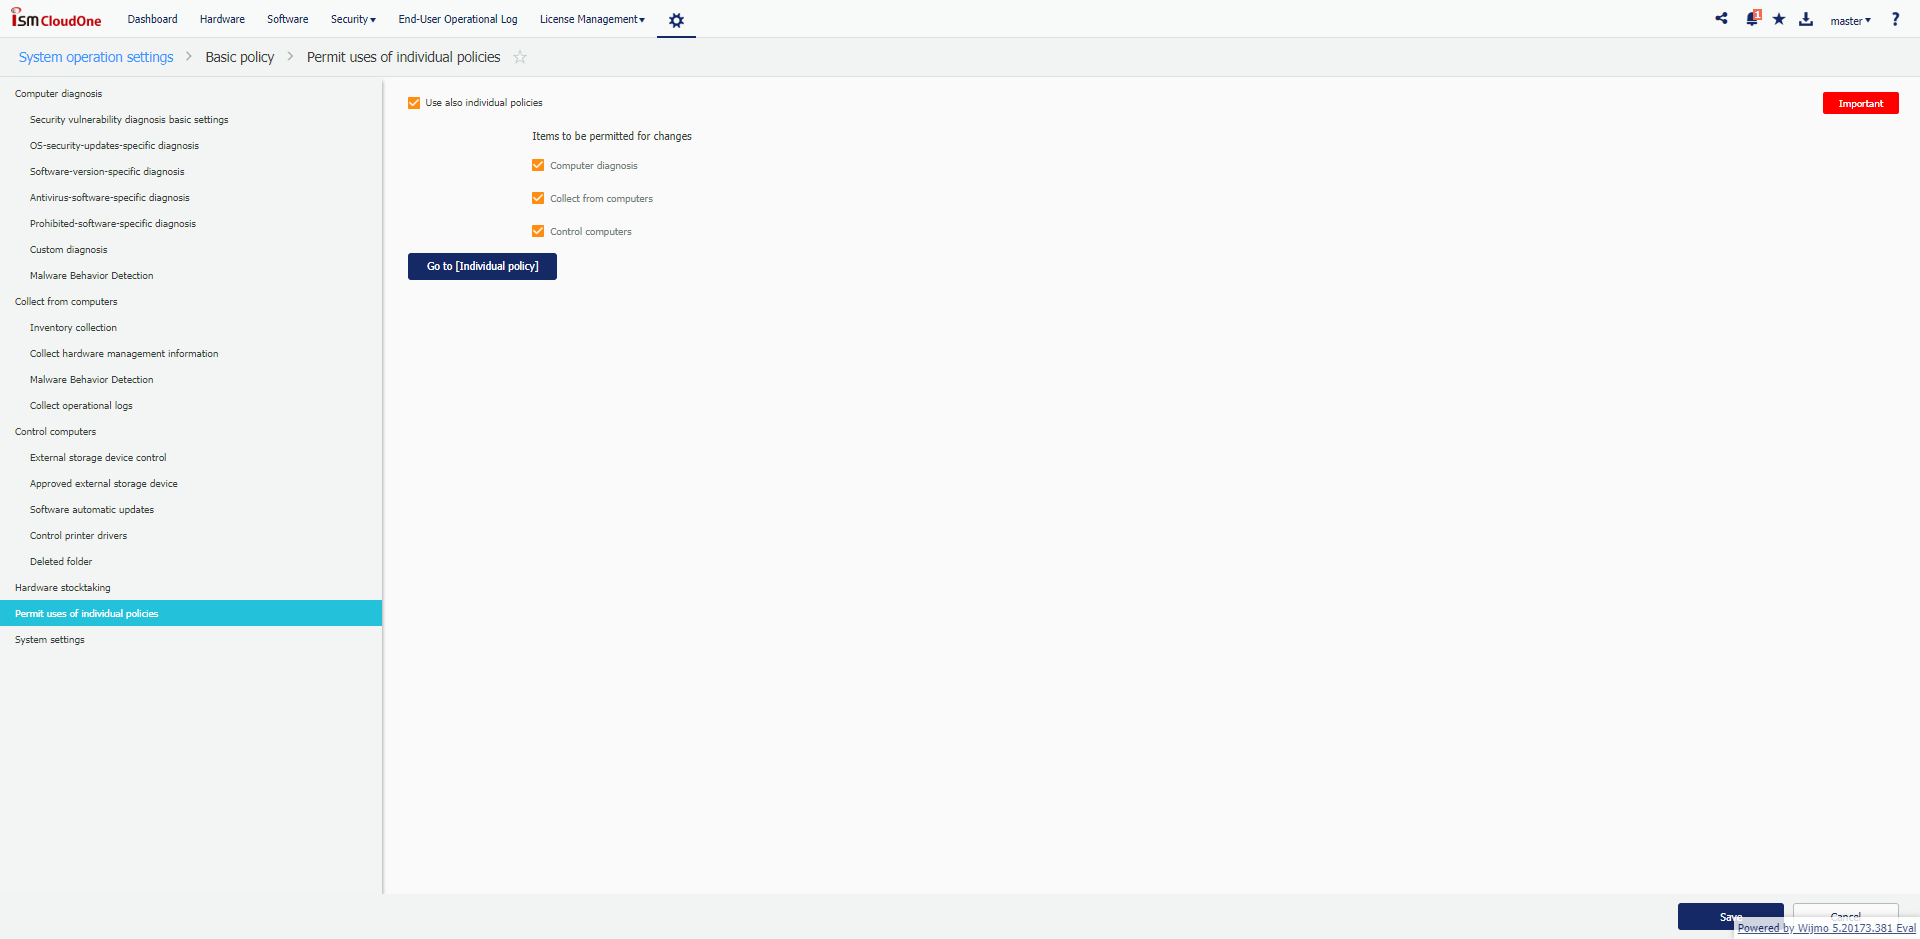 ism CloudOne
Dashboard
Hardware
Software
Security
End-User Operational Log
License Management
1
master
?
System operation settings
Basic policy
Permit uses of individual policies
Computer diagnosis
Security vulnerability diagnosis basic settings
OS-security-updates-specific diagnosis
Software-version-specific diagnosis
Antivirus-software-specific diagnosis
Prohibited-software-specific diagnosis
Custom diagnosis
Malware Behavior Detection
Collect from computers
Inventory collection
Collect hardware management information
Malware Behavior Detection
Collect operational logs
Control computers
External storage device control
Approved external storage device
Software automatic updates
Control printer drivers
Deleted folder
Hardware stocktaking
Permit uses of individual policies
System settings
Use also individual policies
Important
Items to be permitted for changes
Computer diagnosis
Collect from computers
Control computers
Go to [Individual policy]
Save
Cancel
Powered by Wijmo 5.20173.381 Eval